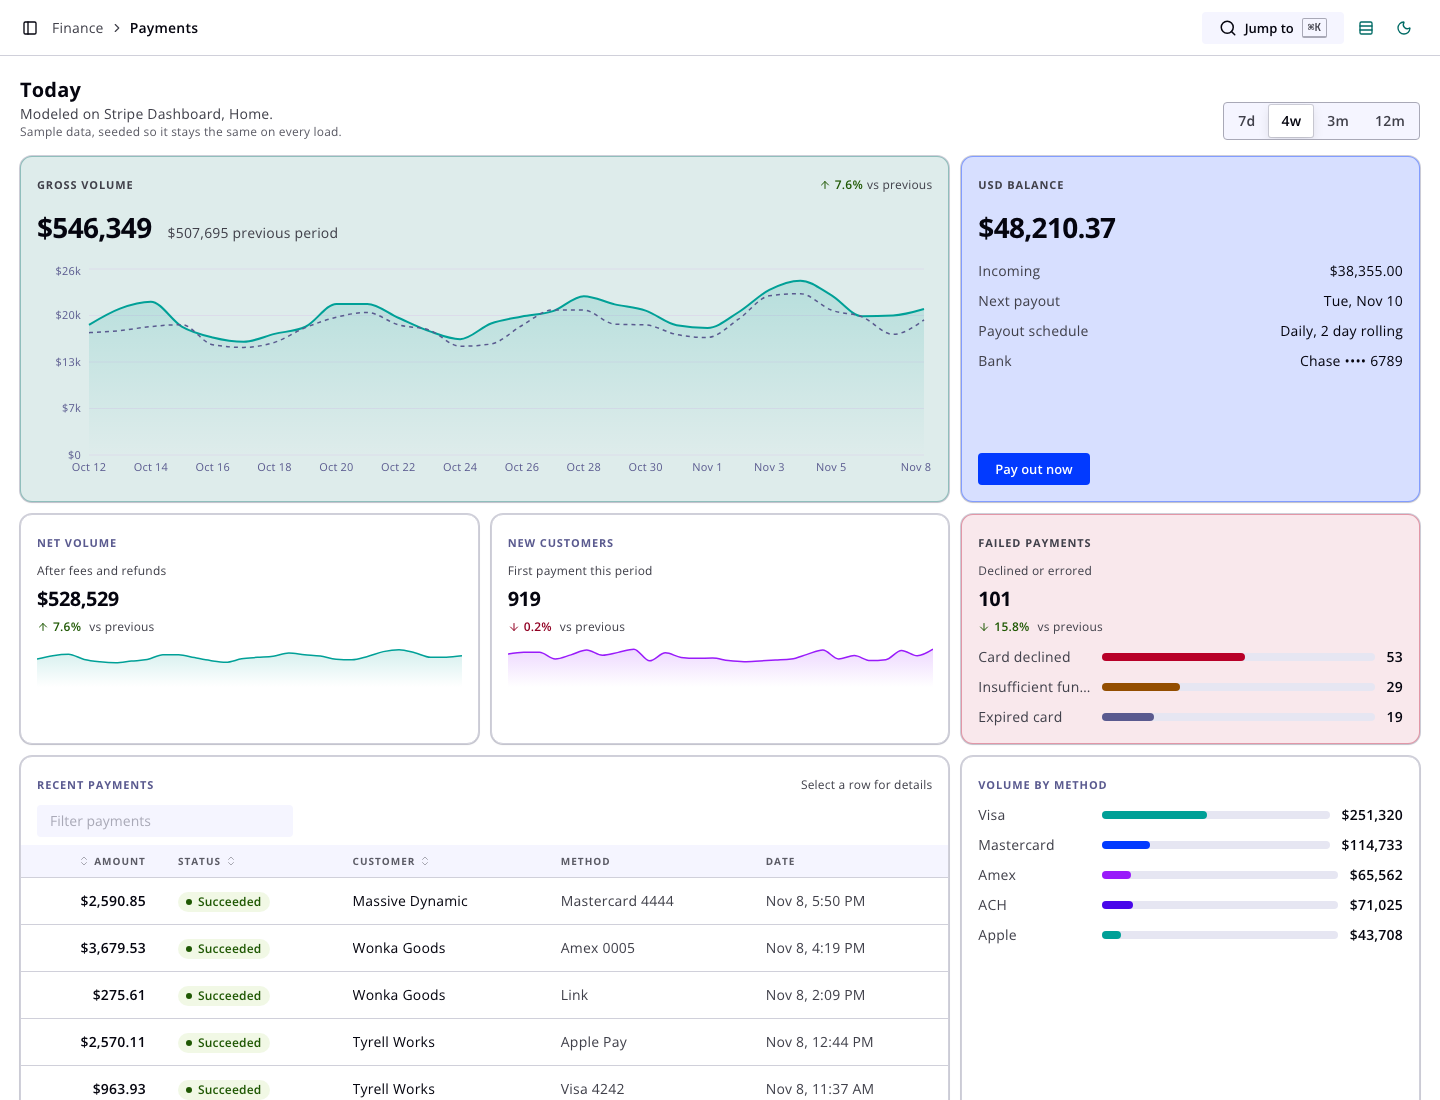 Finance > Payments
Jump to ⌘K
Today
Modeled on Stripe Dashboard, Home.
Sample data, seeded so it stays the same on every load.
7d 4w 3m 12m
GROSS VOLUME
↑ 7.6% vs previous
$546,349 $507,695 previous period
$26k
$20k
$13k
$7k
$0
Oct 12 Oct 14 Oct 16 Oct 18 Oct 20 Oct 22 Oct 24 Oct 26 Oct 28 Oct 30 Nov 1 Nov 3 Nov 5 Nov 8
USD BALANCE
$48,210.37
Incoming $38,355.00
Next payout Tue, Nov 10
Payout schedule Daily, 2 day rolling
Bank Chase •••• 6789
Pay out now
NET VOLUME
After fees and refunds
$528,529
↑ 7.6% vs previous
NEW CUSTOMERS
First payment this period
919
↓ 0.2% vs previous
FAILED PAYMENTS
Declined or errored
101
↓ 15.8% vs previous
Card declined 53
Insufficient fun... 29
Expired card 19
RECENT PAYMENTS
Select a row for details
Filter payments
AMOUNT STATUS CUSTOMER METHOD DATE
$2,590.85 Succeeded Massive Dynamic Mastercard 4444 Nov 8, 5:50 PM
$3,679.53 Succeeded Wonka Goods Amex 0005 Nov 8, 4:19 PM
$275.61 Succeeded Wonka Goods Link Nov 8, 2:09 PM
$2,570.11 Succeeded Tyrell Works Apple Pay Nov 8, 12:44 PM
$963.93 Succeeded Tyrell Works Visa 4242 Nov 8, 11:37 AM
VOLUME BY METHOD
Visa $251,320
Mastercard $114,733
Amex $65,562
ACH $71,025
Apple $43,708